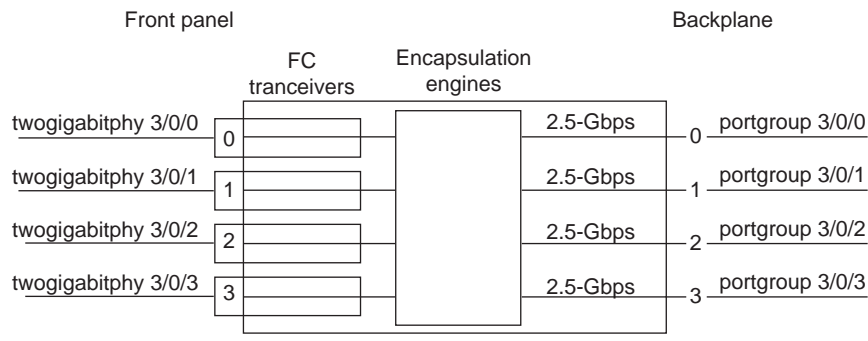 Front panel
Backplane
FC
tranceivers
Encapsulation
engines
twogigabitphy 3/0/0
0
2.5-Gbps
0
portgroup 3/0/0
twogigabitphy 3/0/1
1
2.5-Gbps
1
portgroup 3/0/1
twogigabitphy 3/0/2
2
2.5-Gbps
2
portgroup 3/0/2
twogigabitphy 3/0/3
3
2.5-Gbps
3
portgroup 3/0/3